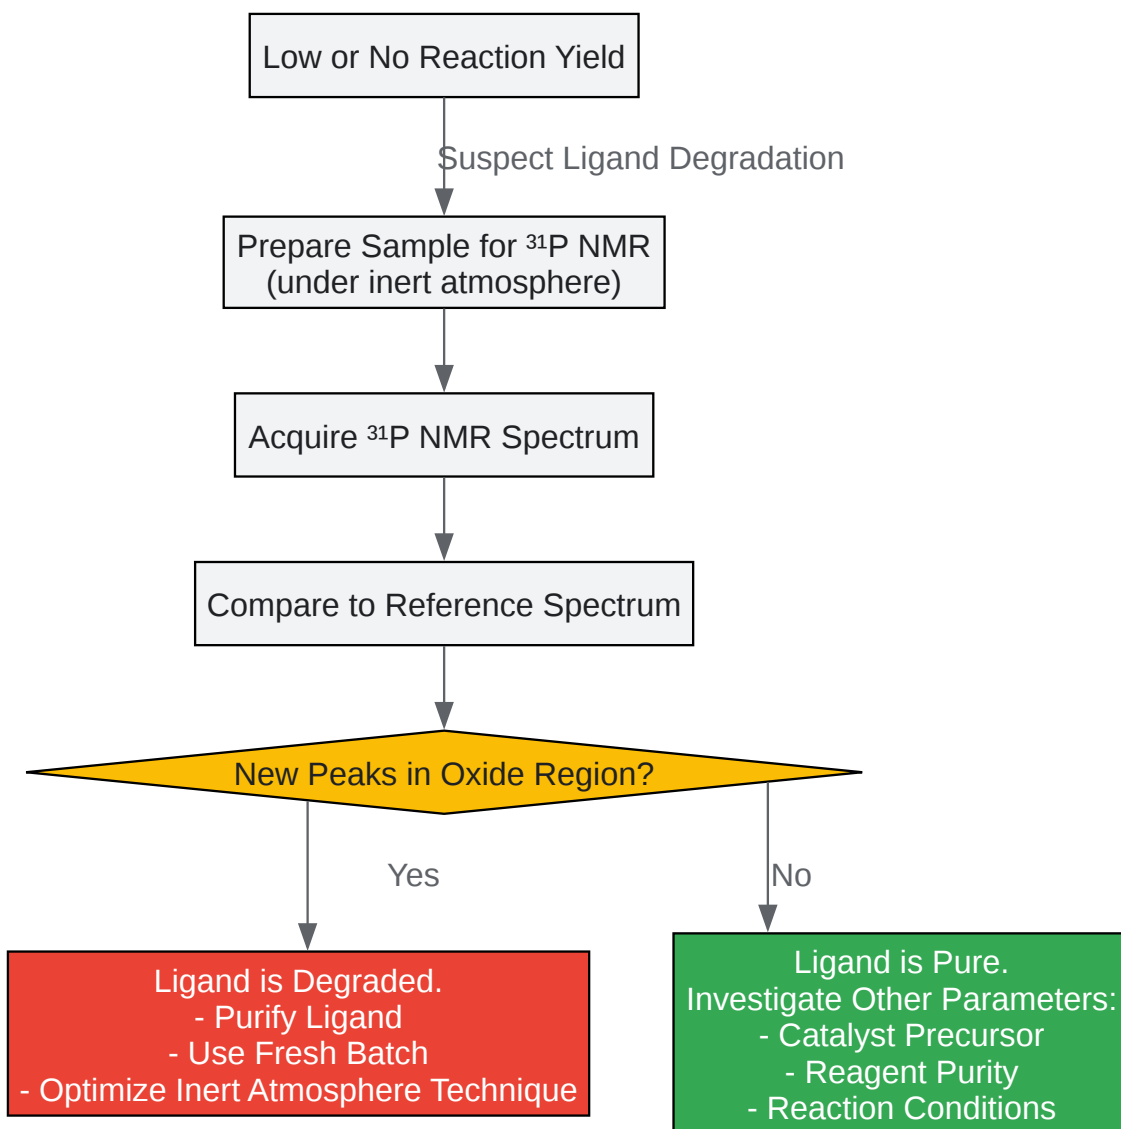 Low or No Reaction Yield
Suspect Ligand Degradation
Prepare Sample for ³¹P NMR
(under inert atmosphere)
Acquire ³¹P NMR Spectrum
Compare to Reference Spectrum
New Peaks in Oxide Region?
Yes
No
Ligand is Degraded.
- Purify Ligand
- Use Fresh Batch
- Optimize Inert Atmosphere Technique
Ligand is Pure.
Investigate Other Parameters:
- Catalyst Precursor
- Reagent Purity
- Reaction Conditions